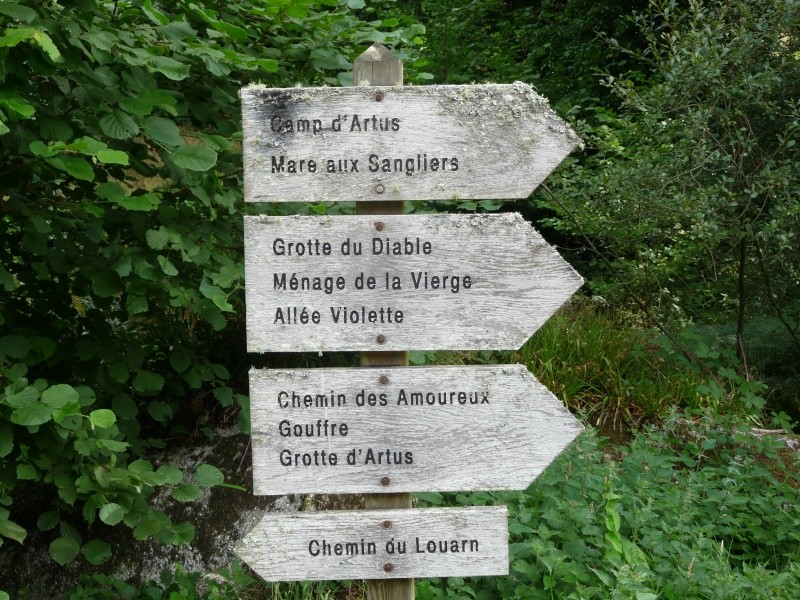 Camp d'Artus
Mare aux Sangliers
Grotte du Diable
Ménage de la Vierge
Allée Violette
Chemin des Amoureux
Gouffre
Grotte d'Artus
Chemin du Louarn